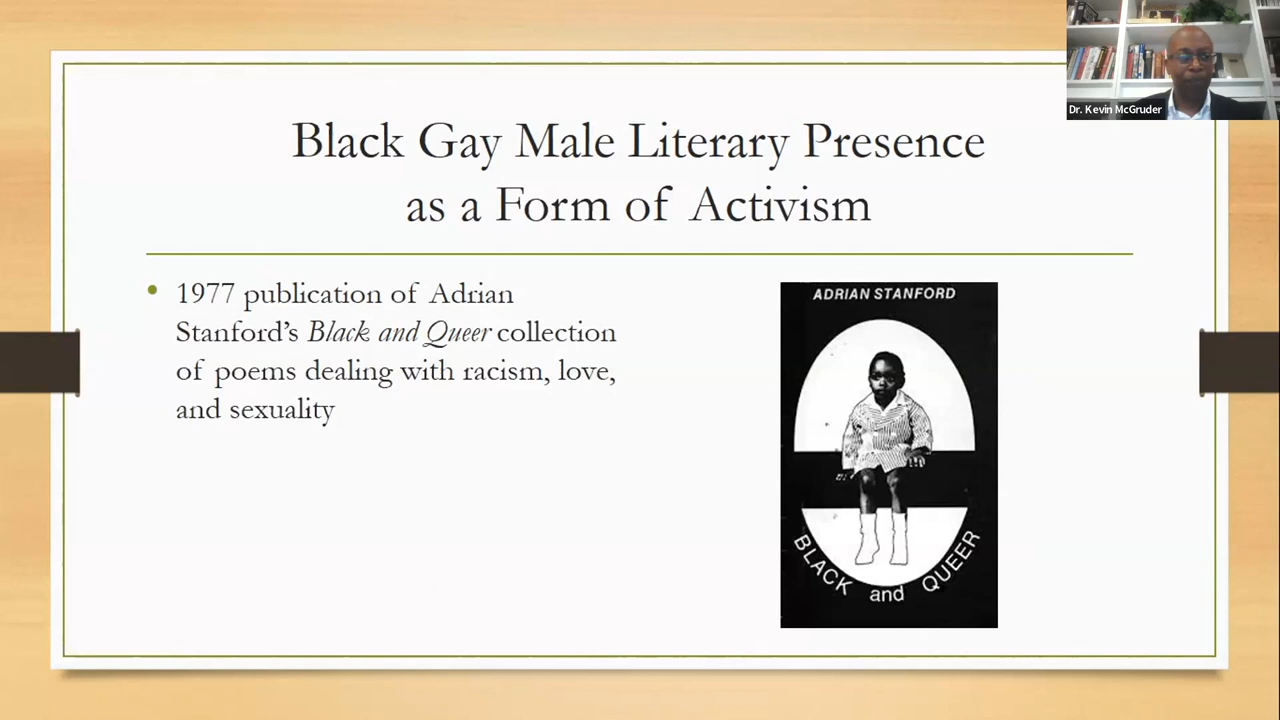 Dr. Kevin McGruder
Black Gay Male Literary Presence
as a Form of Activism
• 1977 publication of Adrian
Stanford’s Black and Queer collection
of poems dealing with racism, love,
and sexuality
ADRIAN STANFORD
BLACK and QUEER